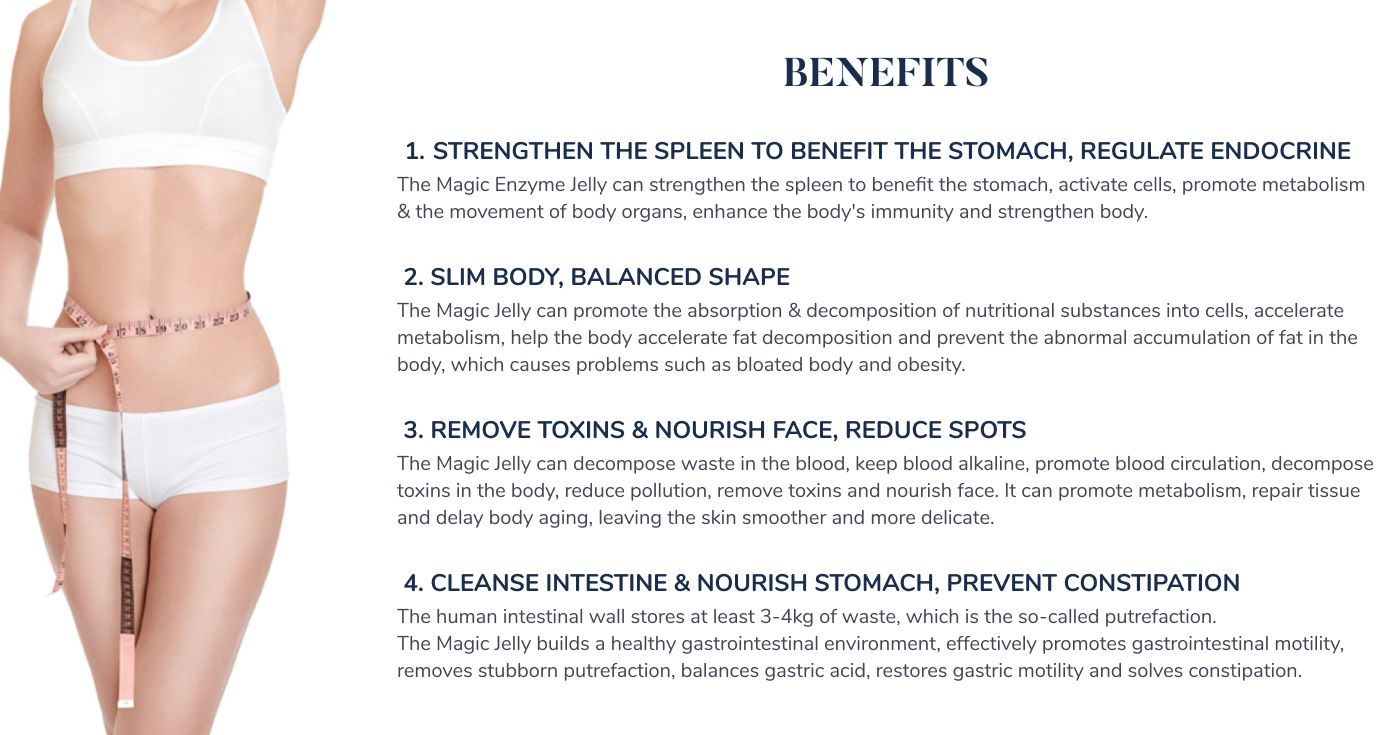 BENEFITS
1. STRENGTHEN THE SPLEEN TO BENEFIT THE STOMACH, REGULATE ENDOCRINE
The Magic Enzyme Jelly can strengthen the spleen to benefit the stomach, activate cells, promote metabolism
& the movement of body organs, enhance the body's immunity and strengthen body.
2. SLIM BODY, BALANCED SHAPE
The Magic Jelly can promote the absorption & decomposition of nutritional substances into cells, accelerate
metabolism, help the body accelerate fat decomposition and prevent the abnormal accumulation of fat in the
body, which causes problems such as bloated body and obesity.
3. REMOVE TOXINS & NOURISH FACE, REDUCE SPOTS
The Magic Jelly can decompose waste in the blood, keep blood alkaline, promote blood circulation, decompose
toxins in the body, reduce pollution, remove toxins and nourish face. It can promote metabolism, repair tissue
and delay body aging, leaving the skin smoother and more delicate.
4. CLEANSE INTESTINE & NOURISH STOMACH, PREVENT CONSTIPATION
The human intestinal wall stores at least 3-4kg of waste, which is the so-called putrefaction.
The Magic Jelly builds a healthy gastrointestinal environment, effectively promotes gastrointestinal motility,
removes stubborn putrefaction, balances gastric acid, restores gastric motility and solves constipation.
17 18 19 20 21 22 23